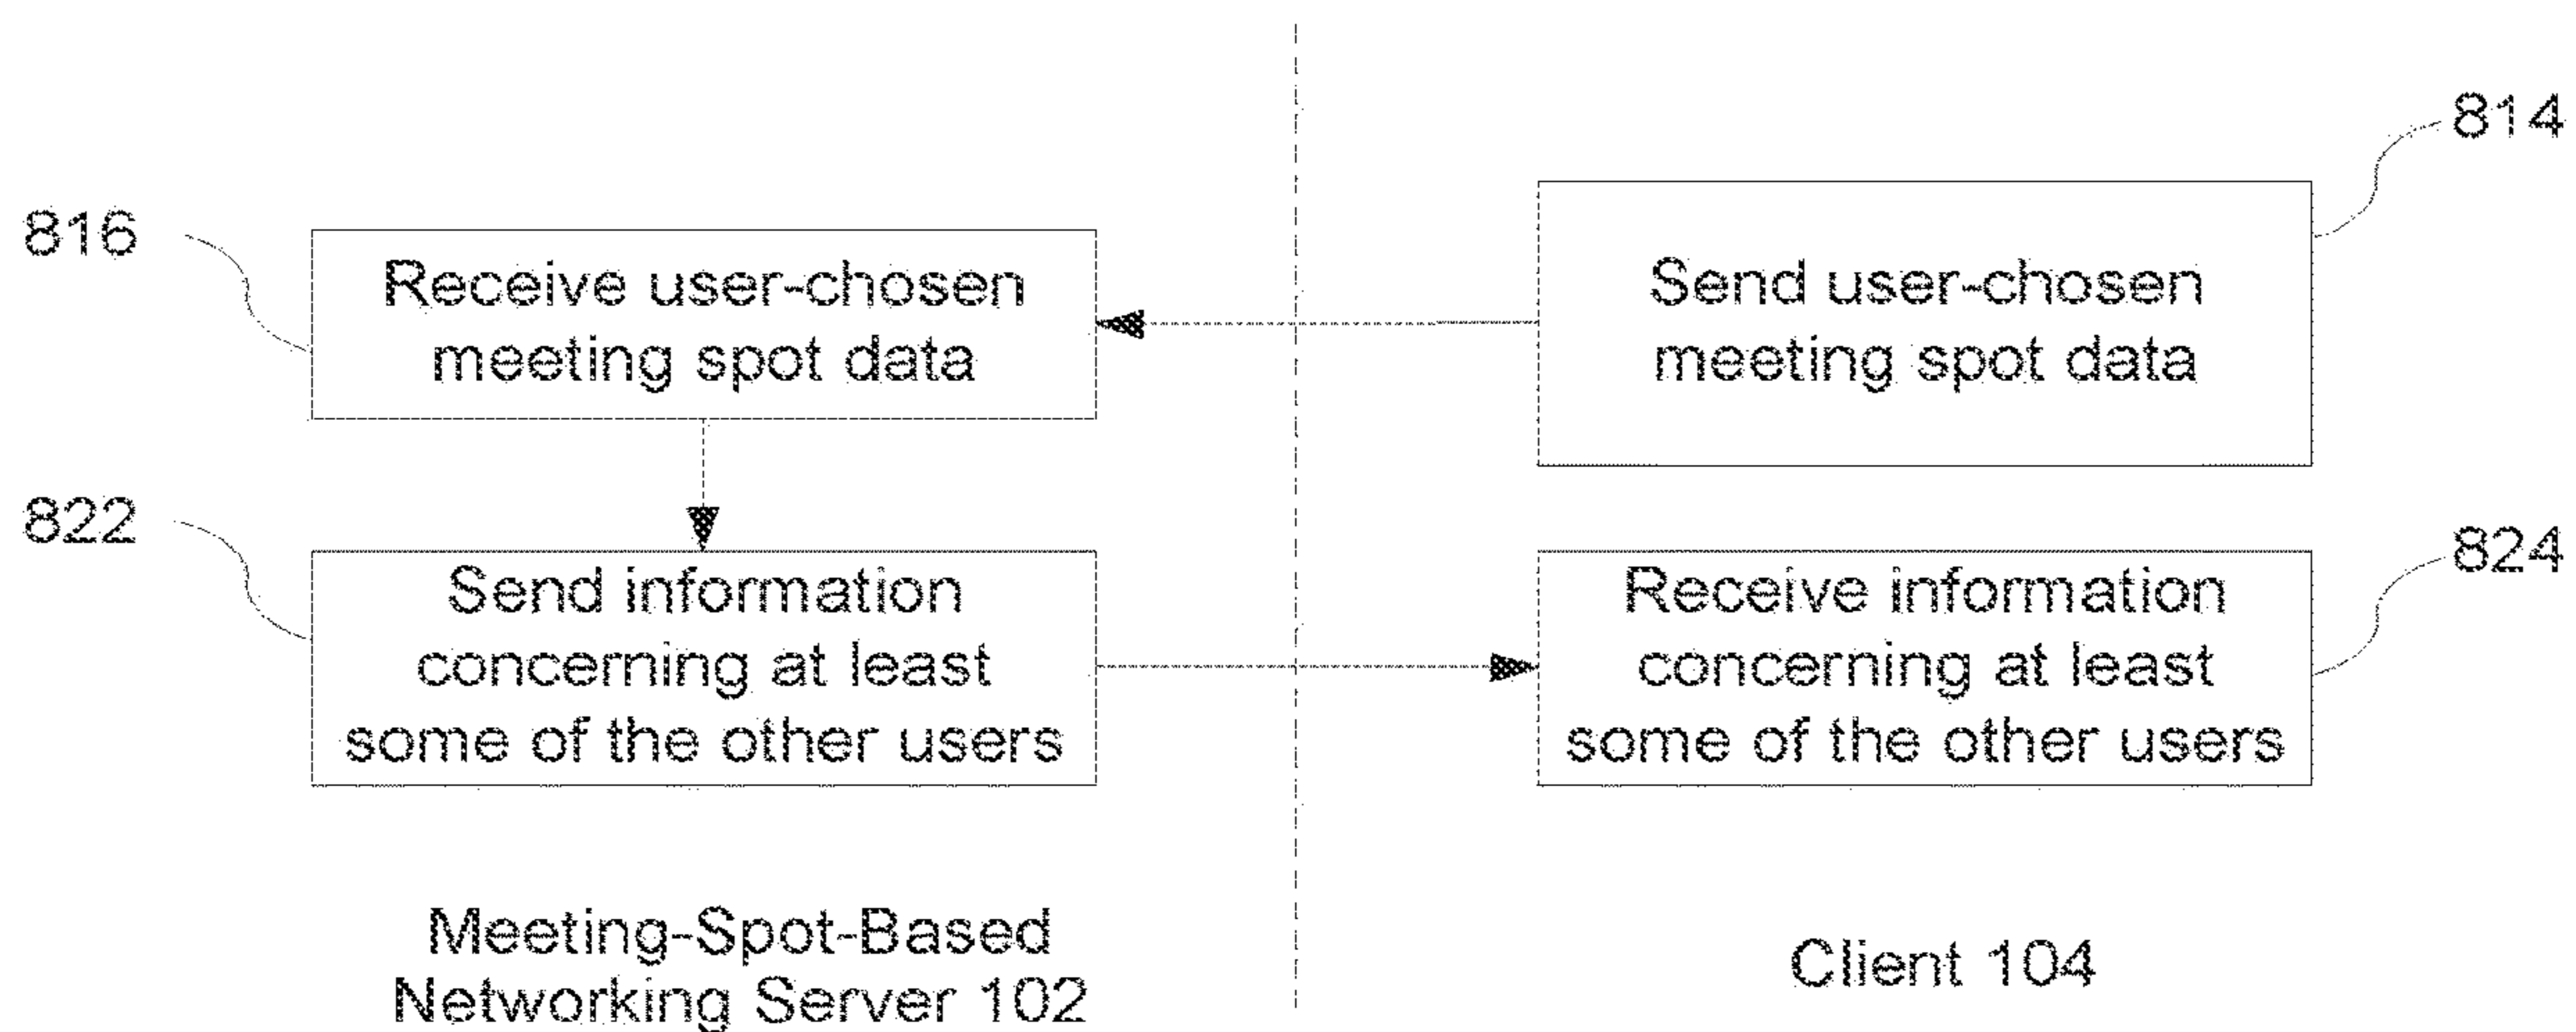 814
816
Receive user-chosen
meeting spot data
Send user-chosen
meeting spot data
822
Send information
concerning at least
some of the other users
824
Receive information
concerning at least
some of the other users
Meeting-Spot-Based
Networking Server 102
Client 104